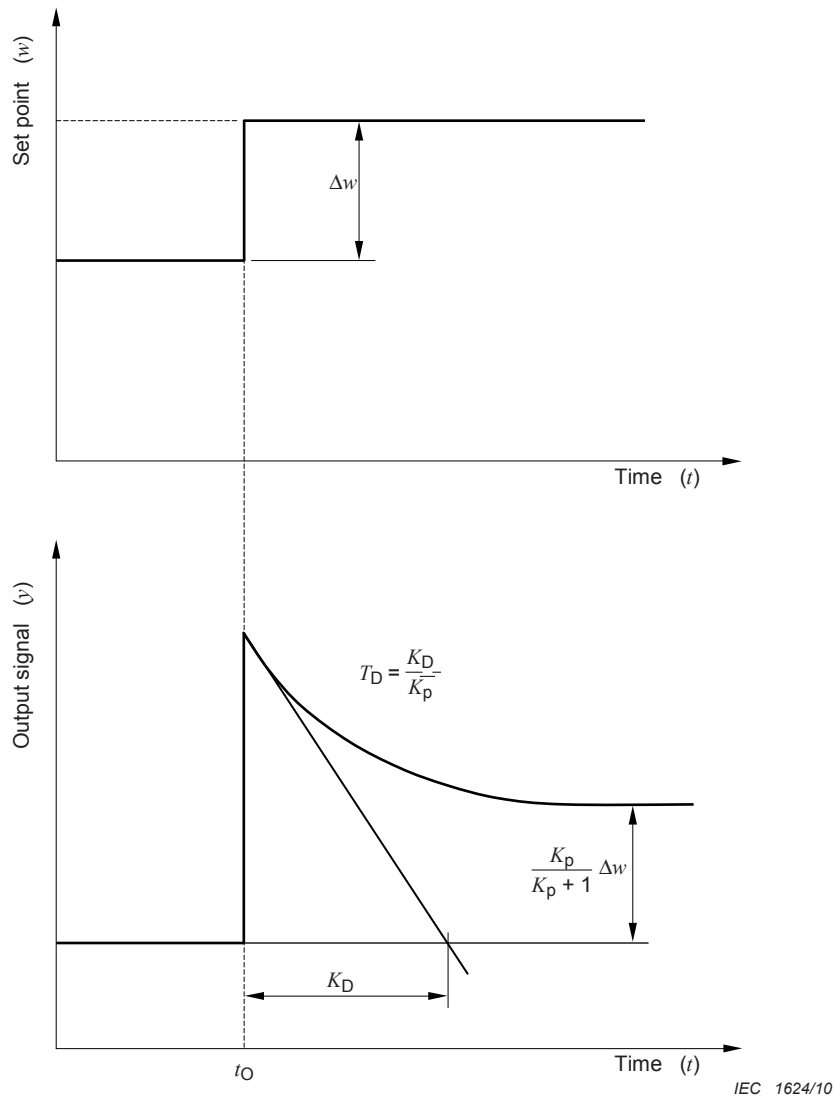 Set point (w)
Δw
Time (t)
Output signal (y)
T_D = K_D / K_p
K_p / (K_p + 1) Δw
K_D
Time (t)
t_O
IEC 1624/10